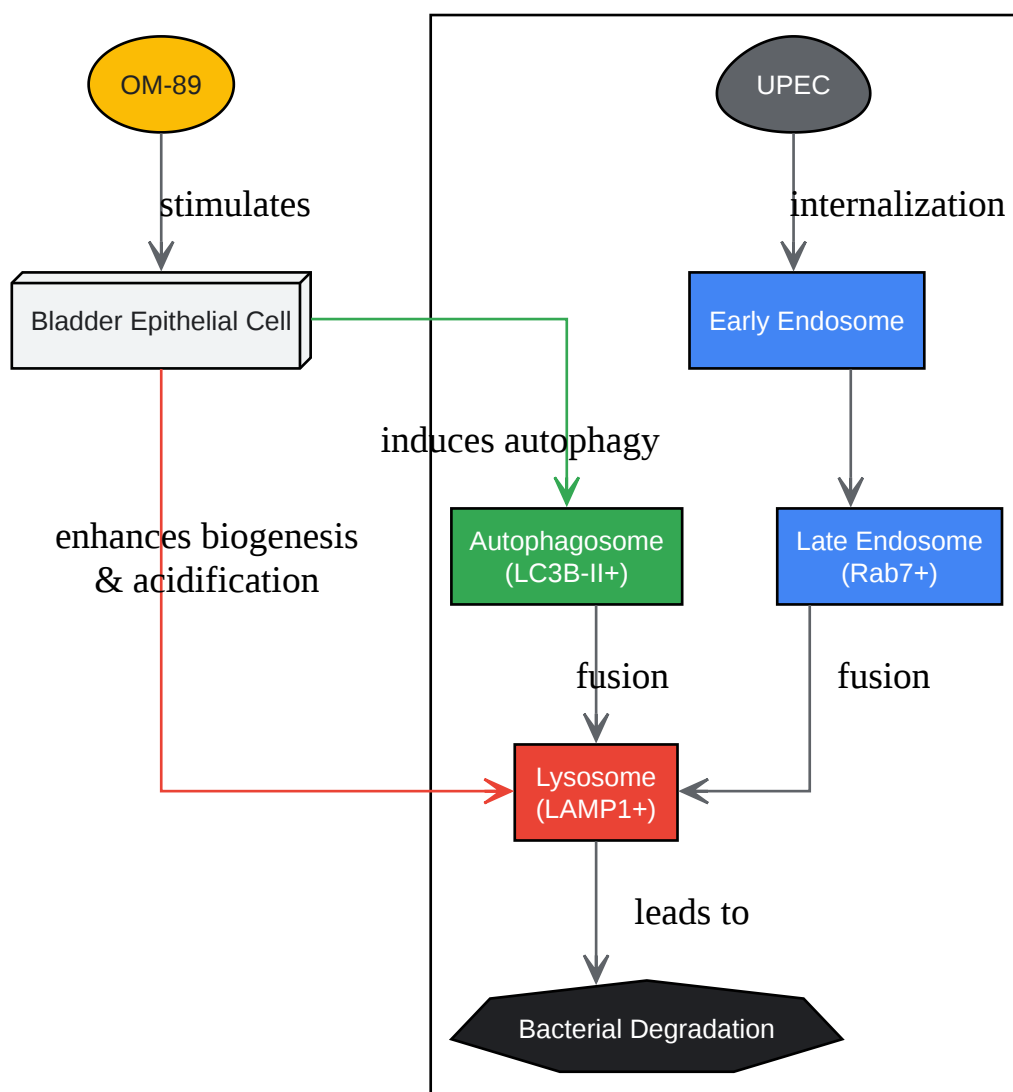 OM-89
UPEC
stimulates
internalization
Bladder Epithelial Cell
Early Endosome
induces autophagy
enhances biogenesis
& acidification
Autophagosome
(LC3B-II+)
Late Endosome
(Rab7+)
fusion
fusion
Lysosome
(LAMP1+)
leads to
Bacterial Degradation